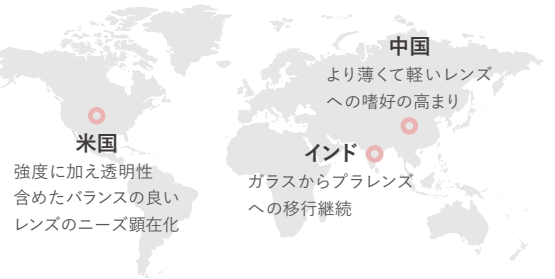 中国
より薄くて軽いレンズ
への嗜好の高まり
米国
強度に加え透明性
含めたバランスの良い
レンズのニーズ顕在化
インド
ガラスからプラレンズ
への移行継続